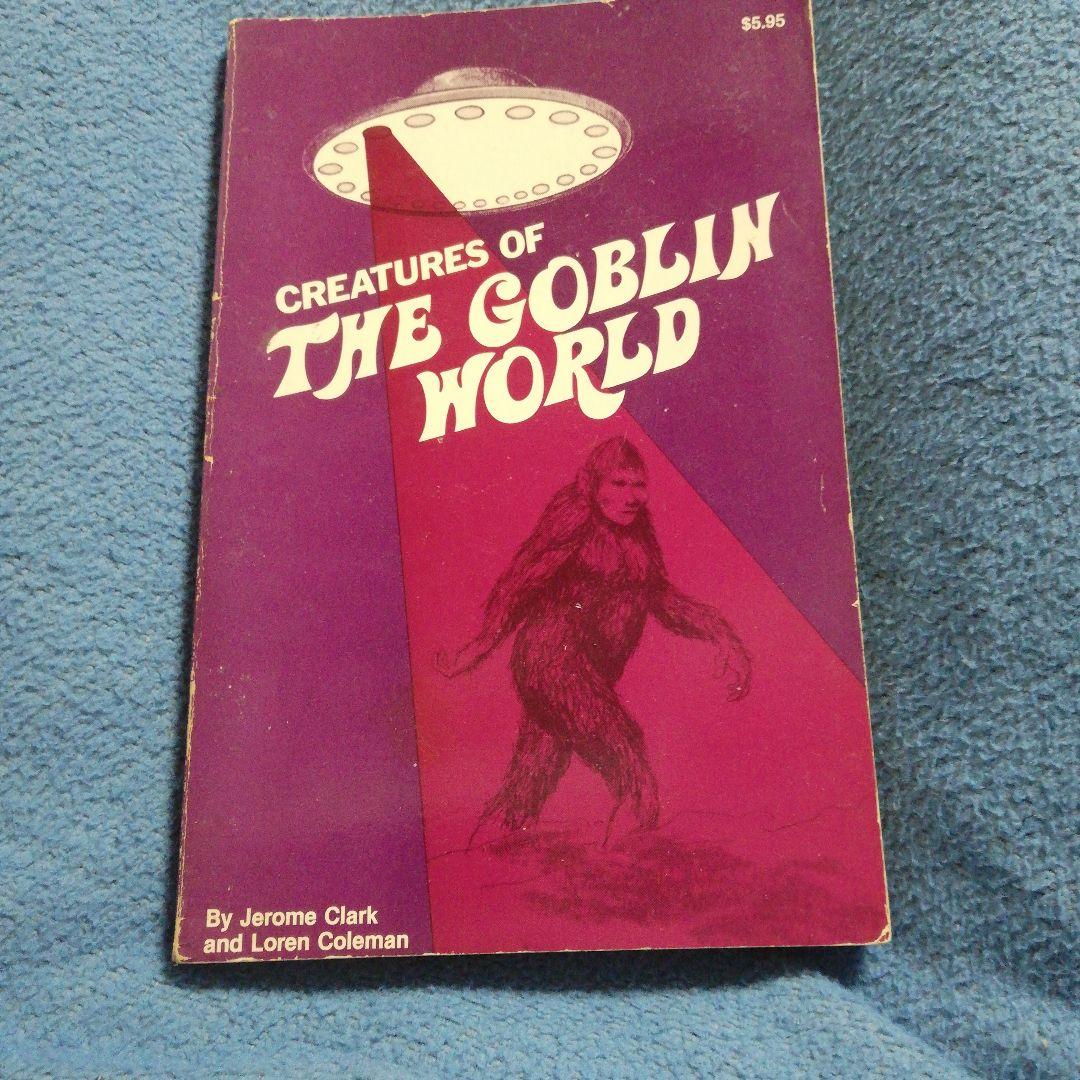 $5.95
CREATURES OF
THE GOBLIN
WORLD
By Jerome Clark
and Loren Coleman